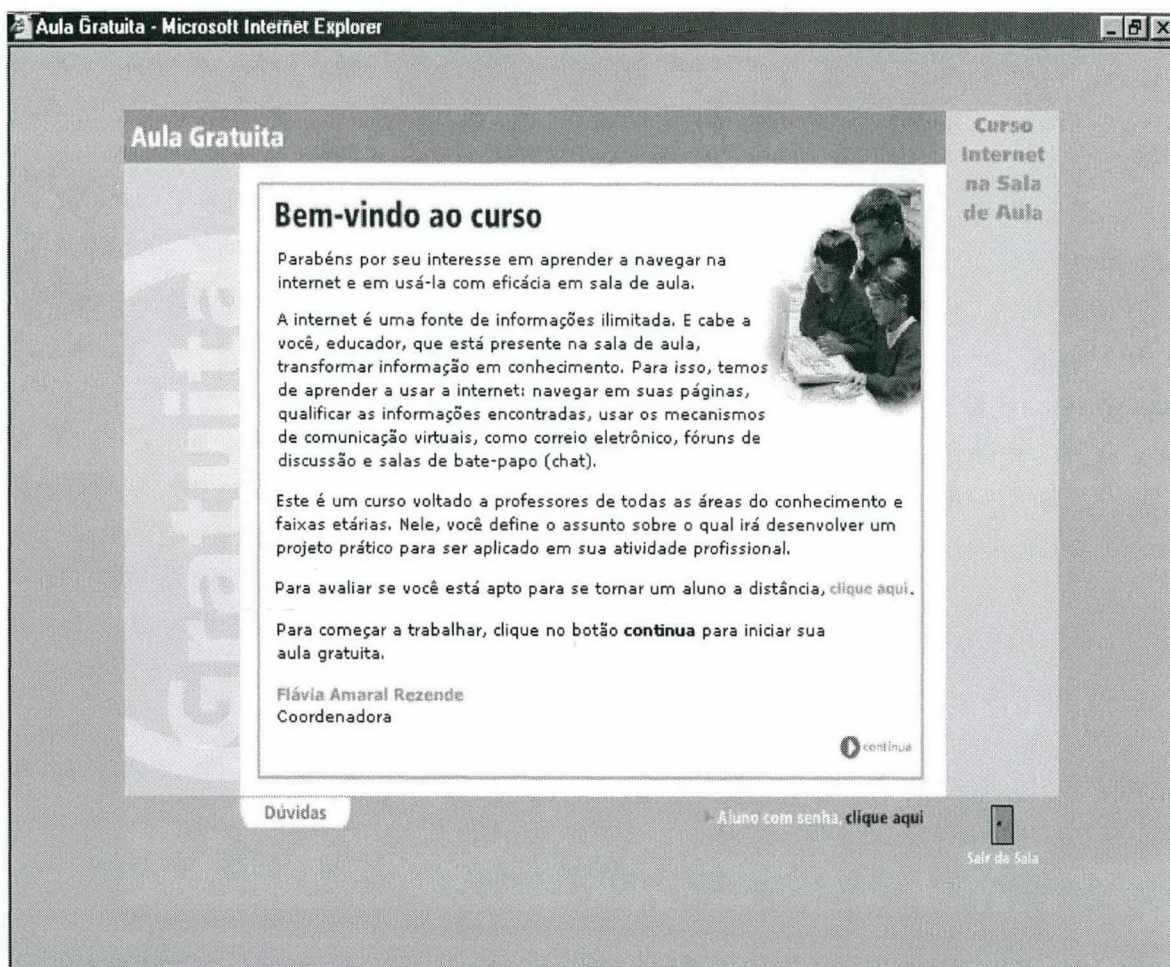 Aula Gratuita - Microsoft Internet Explorer
Aula Gratuita
Curso
Internet
na Sala
de Aula
Gratuita
Bem-vindo ao curso
Parabéns por seu interesse em aprender a navegar na
internet e em usá-la com eficácia em sala de aula.
A internet é uma fonte de informações ilimitada. E cabe a
você, educador, que está presente na sala de aula,
transformar informação em conhecimento. Para isso, temos
de aprender a usar a internet: navegar em suas páginas,
qualificar as informações encontradas, usar os mecanismos
de comunicação virtuais, como correio eletrônico, fóruns de
discussão e salas de bate-papo (chat).
Este é um curso voltado a professores de todas as áreas do conhecimento e
faixas etárias. Nele, você define o assunto sobre o qual irá desenvolver um
projeto prático para ser aplicado em sua atividade profissional.
Para avaliar se você está apto para se tornar um aluno a distância, clique aqui.
Para começar a trabalhar, clique no botão continua para iniciar sua
aula gratuita.
Flávia Amaral Rezende
Coordenadora
continua
Dúvidas
Aluno com senha, clique aqui
Sair da Sala